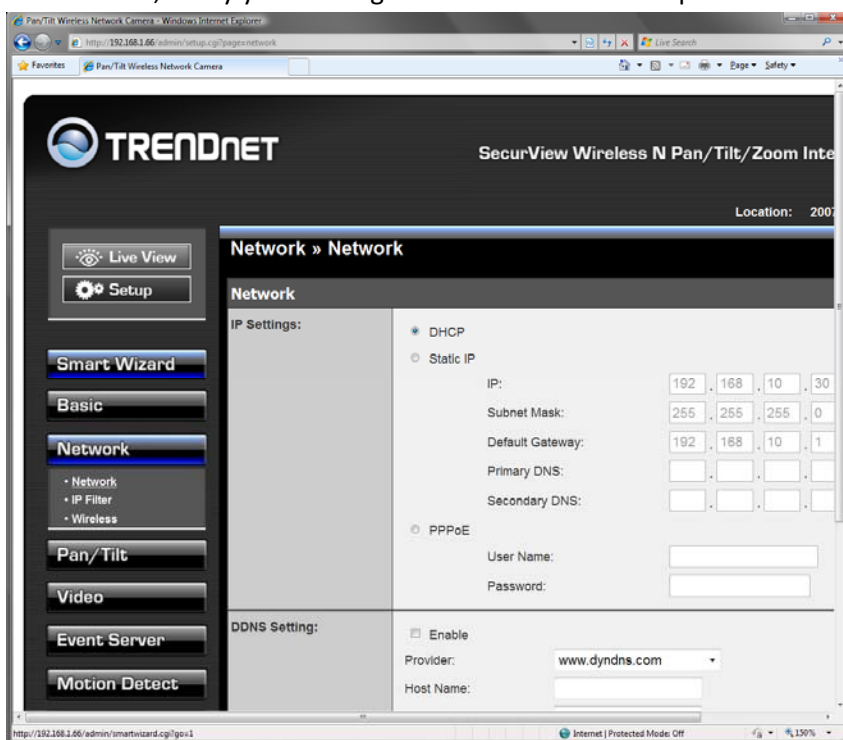 Pan/Tilt Wireless Network Camera - Windows Internet Explorer
http://192.168.1.66/admin/setup.cgi?page=network
Live Search
Favorites
Pan/Tilt Wireless Network Camera
Page
Safety
TRENDNET
SecurView Wireless N Pan/Tilt/Zoom Inte
Location: 2007
Live View
Setup
Network » Network
Network
IP Settings:
DHCP
Static IP
IP: 192 . 168 . 10 . 30
Subnet Mask: 255 . 255 . 255 . 0
Default Gateway: 192 . 168 . 10 . 1
Primary DNS: . . .
Secondary DNS: . . .
PPPoE
User Name:
Password:
Smart Wizard
Basic
Network
• Network
• IP Filter
• Wireless
Pan/Tilt
Video
Event Server
Motion Detect
DDNS Setting:
Enable
Provider: www.dyndns.com
Host Name:
http://192.168.1.66/admin/smartwizard.cgi?go=1
Internet | Protected Mode: Off
150%